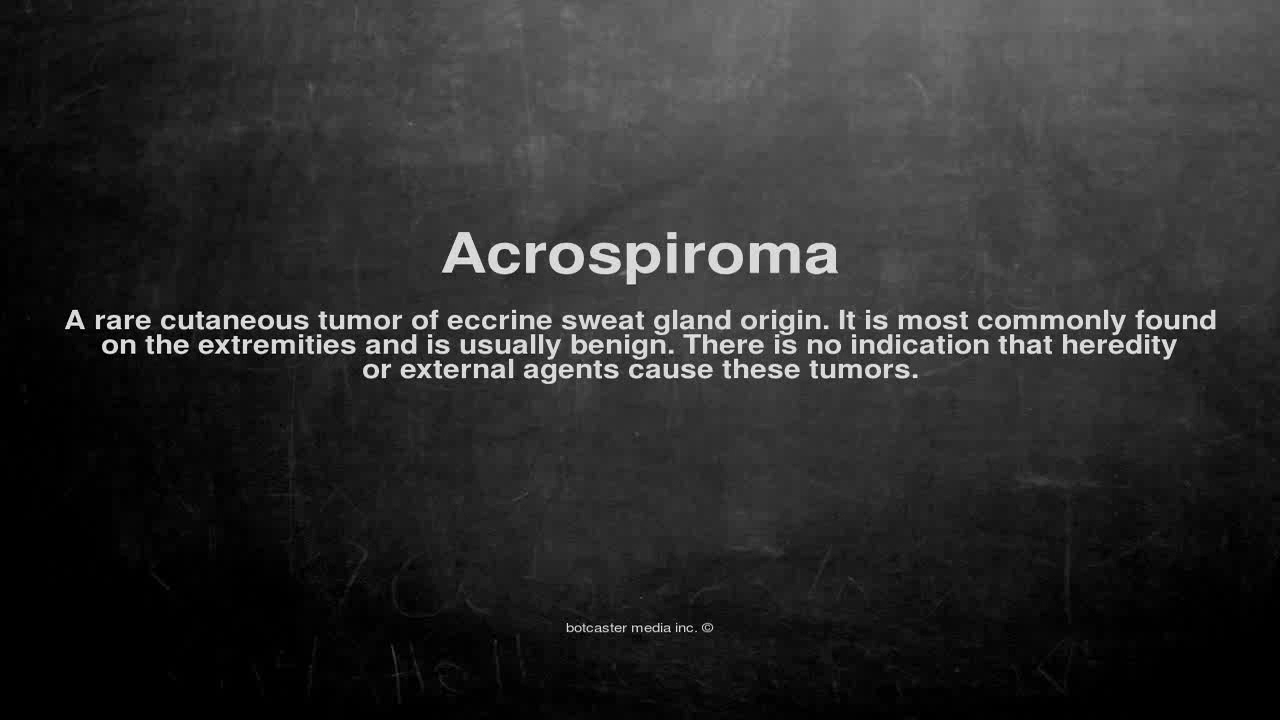 Acrospiroma
A rare cutaneous tumor of eccrine sweat gland origin. It is most commonly found
on the extremities and is usually benign. There is no indication that heredity
or external agents cause these tumors.
botcaster media inc. ©